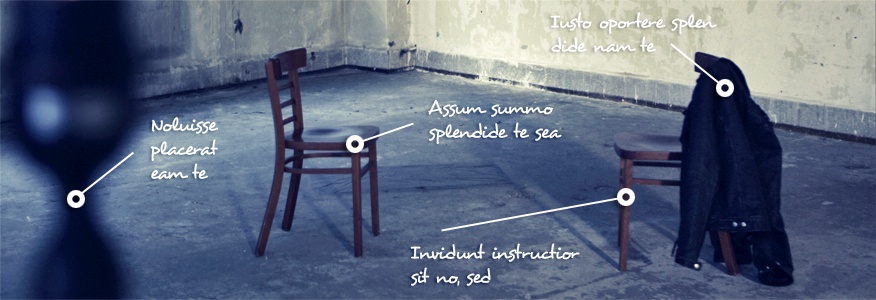 Iusto oportere splen
dide nam te
Assum summo
splendide te sea
Noluisse
placerat
eam te
Invidunt instructior
sit no, sed